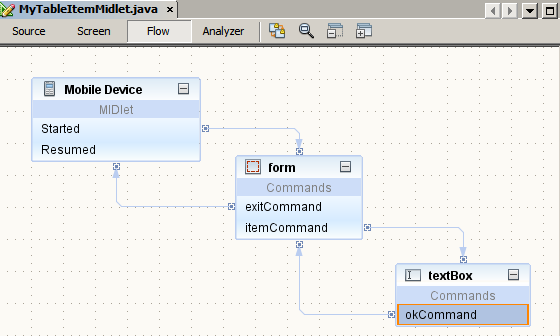 MyTableItemMidlet.java ×
Source Screen Flow Analyzer
Mobile Device
MIDlet
Started
Resumed
form
Commands
exitCommand
itemCommand
textBox
Commands
okCommand